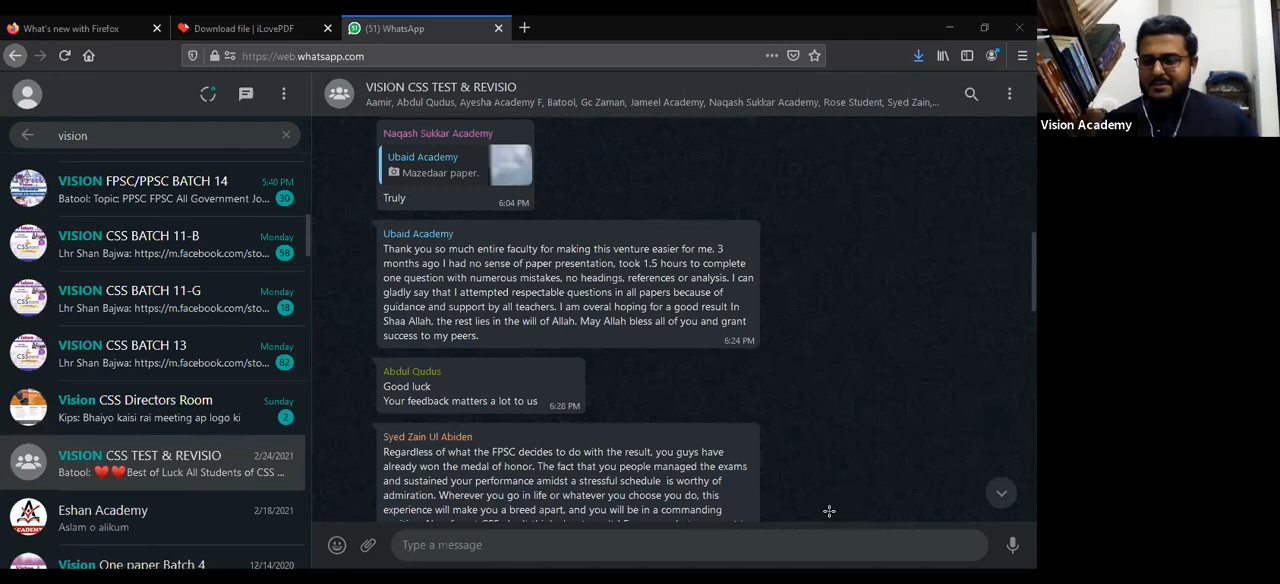 What's new with Firefox
Download file | iLovePDF
(51) WhatsApp
https://web.whatsapp.com
Vision Academy
vision
VISION FPSC/PPSC BATCH 14
5:40 PM
Batool: Topic: PPSC FPSC All Government Jo...
30
VISION CSS BATCH 11-B
Monday
Lhr Shan Bajwa: https://m.facebook.com/sto...
58
VISION CSS BATCH 11-G
Monday
Lhr Shan Bajwa: https://m.facebook.com/sto...
18
VISION CSS BATCH 13
Monday
Lhr Shan Bajwa: https://m.facebook.com/sto...
82
Vision CSS Directors Room
Sunday
Kips: Bhaiyo kaisi rai meeting ap logo ki
2
VISION CSS TEST & REVISIO
2/24/2021
Batool: ❤️❤️Best of Luck All Students of CSS ...
Eshan Academy
2/18/2021
Aslam o alikum
Vision One paper Batch 4
12/14/2020
VISION CSS TEST & REVISIO
Aamir, Abdul Qudus, Ayesha Academy F, Batool, Gc Zaman, Jameel Academy, Naqash Sukkar Academy, Rose Student, Syed Zain,...
Naqash Sukkar Academy
Ubaid Academy
Mazedaar paper.
Truly
6:04 PM
Ubaid Academy
Thank you so much entire faculty for making this venture easier for me. 3
months ago I had no sense of paper presentation, took 1.5 hours to complete
one question with numerous mistakes, no headings, references or analysis. I can
gladly say that I attempted respectable questions in all papers because of
guidance and support by all teachers. I am overal hoping for a good result In
Shaa Allah, the rest lies in the will of Allah. May Allah bless all of you and grant
success to my peers.
6:24 PM
Abdul Qudus
Good luck
Your feedback matters a lot to us
6:28 PM
Syed Zain Ul Abiden
Regardless of what the FPSC decides to do with the result, you guys have
already won the medal of honor. The fact that you people managed the exams
and sustained your performance amidst a stressful schedule is worthy of
admiration. Wherever you go in life or whatever you choose you do, this
experience will make you a breed apart, and you will be in a commanding
Type a message